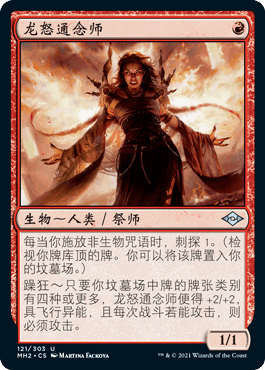 龙怒通念师
生物～人类／祭师
每当你施放非生物咒语时，刺探 1。（检
视你牌库顶的牌。你可以将该牌置入你
的坟墓场。）
躁狂～只要你坟墓场中牌的牌张类别
有四种或更多，龙怒通念师便得 +2/+2，
具飞行异能，且每次战斗若能攻击，则
必须攻击。
1/1
121/303 U
MH2 • CS Martina Fačková
™ & © 2021 Wizards of the Coast